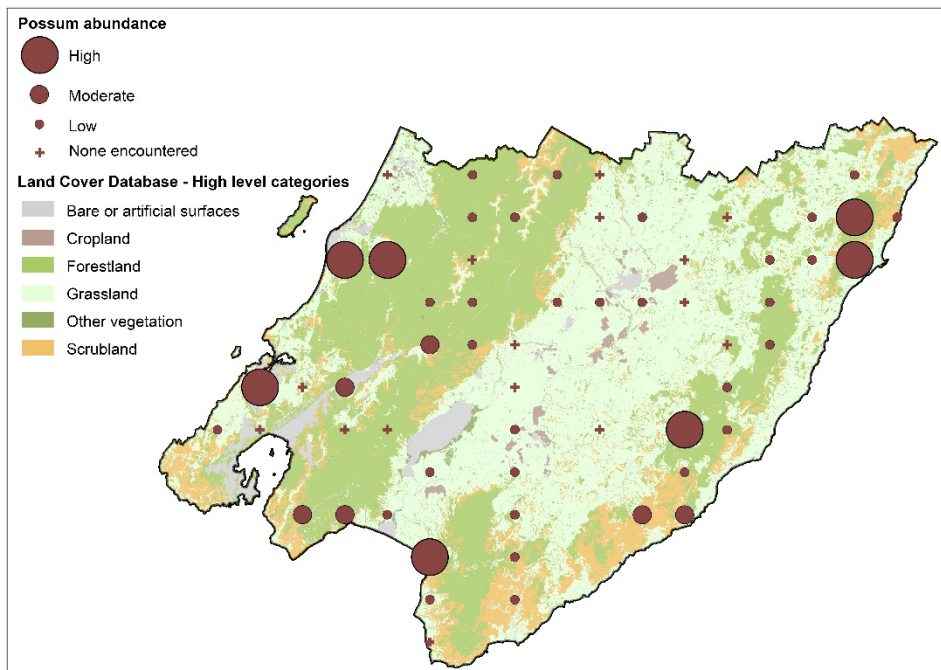 Possum abundance
High
Moderate
Low
None encountered
Land Cover Database - High level categories
Bare or artificial surfaces
Cropland
Forestland
Grassland
Other vegetation
Scrubland